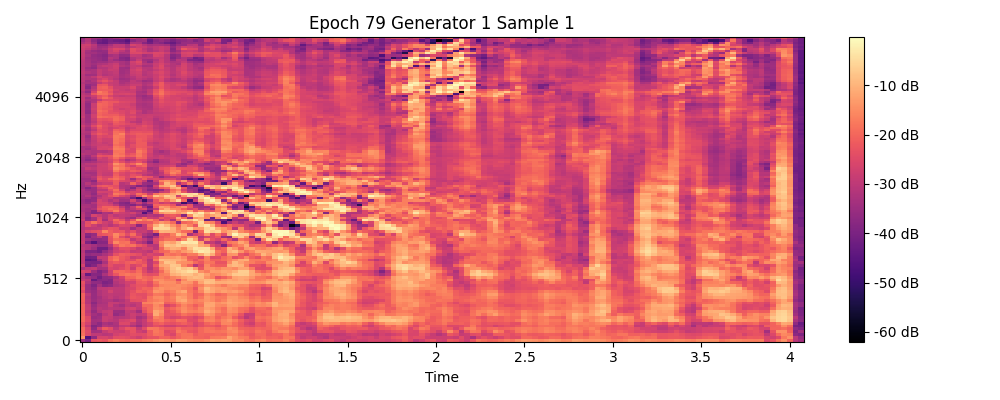 Epoch 79 Generator 1 Sample 1
Hz
4096
2048
1024
512
0
0 0.5 1 1.5 2 2.5 3 3.5 4
Time
-10 dB
-20 dB
-30 dB
-40 dB
-50 dB
-60 dB